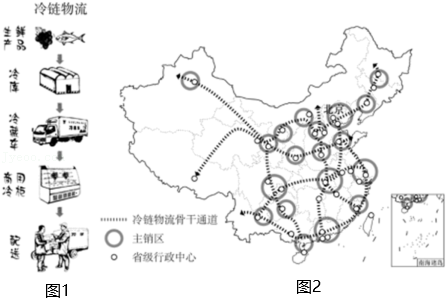 冷链物流
生鲜
产品
冷库
冷藏车
商用
冷柜
配送
图1
北京
冷链物流骨干通道
主销区
省级行政中心
南海诸岛
图2